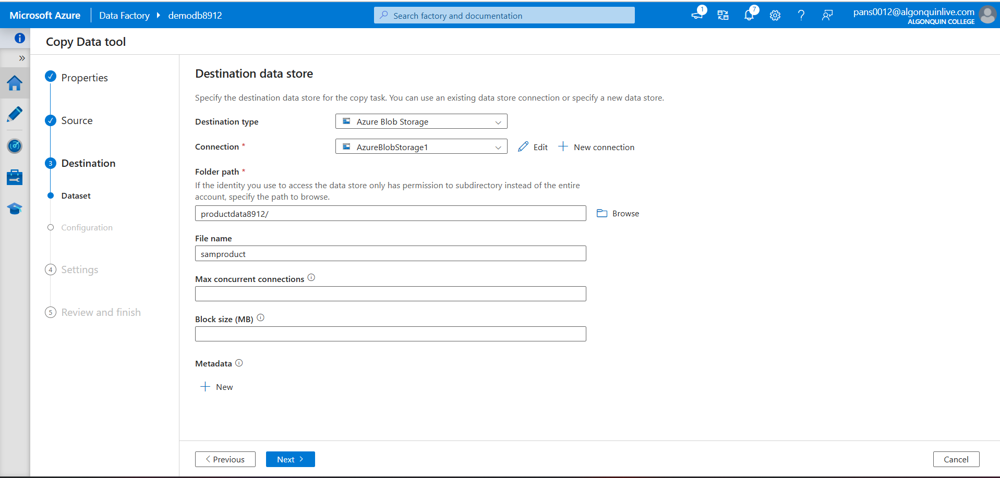 Microsoft Azure
Data Factory
demodb8912
Search factory and documentation
1
7
pans0012@algonquinlive.com
ALGONQUIN COLLEGE
Copy Data tool
Properties
Source
3 Destination
Dataset
Configuration
4 Settings
5 Review and finish
Destination data store
Specify the destination data store for the copy task. You can use an existing data store connection or specify a new data store.
Destination type
Azure Blob Storage
Connection *
AzureBlobStorage1
Edit
New connection
Folder path *
If the identity you use to access the data store only has permission to subdirectory instead of the entire
account, specify the path to browse.
productdata8912/
Browse
File name
samproduct
Max concurrent connections
Block size (MB)
Metadata
New
Previous
Next
Cancel